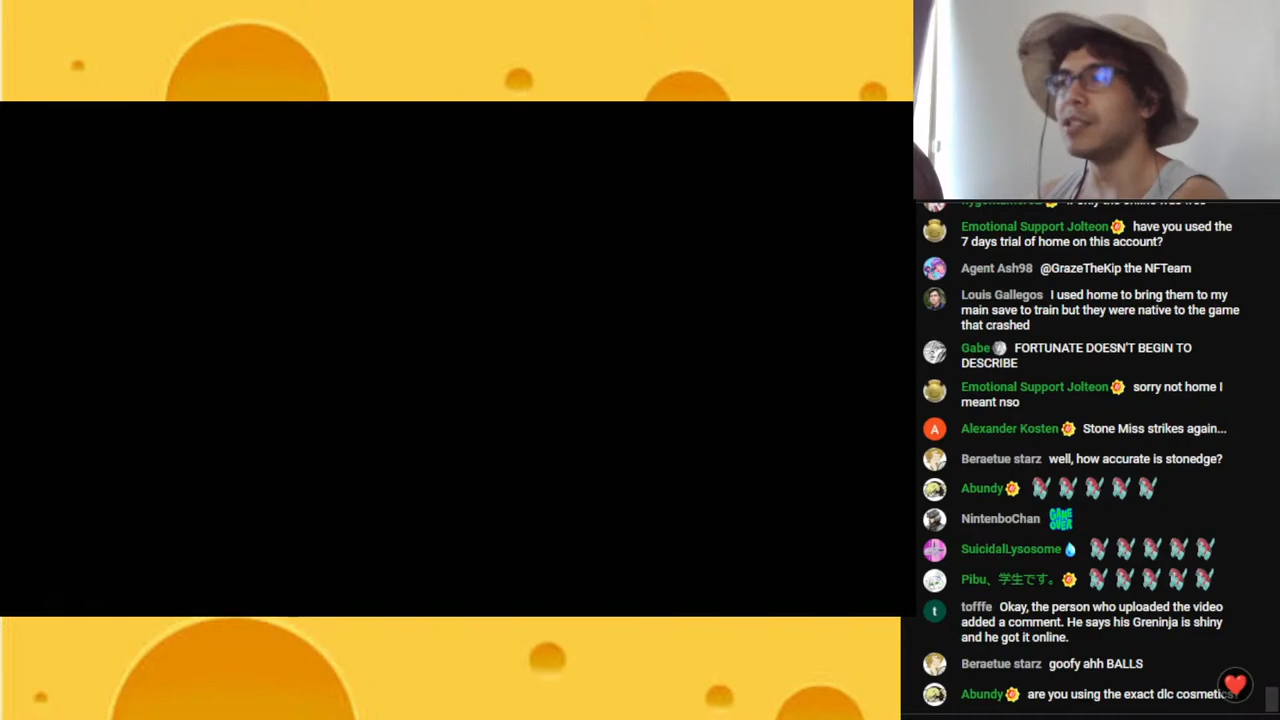 Emotional Support Jolteon have you used the
7 days trial of home on this account?
Agent Ash98 @GrazeTheKip the NFTeam
Louis Gallegos I used home to bring them to my
main save to train but they were native to the game
that crashed
Gabe FORTUNATE DOESN'T BEGIN TO
DESCRIBE
Emotional Support Jolteon sorry not home I
meant nso
A Alexander Kosten Stone Miss strikes again...
Beraetue starz well, how accurate is stonedge?
Abundy
NintenboChan GAME
OVER
SuicidalLysosome
Pibu、学生です。
t tofffe Okay, the person who uploaded the video
added a comment. He says his Greninja is shiny
and he got it online.
Beraetue starz goofy ahh BALLS
Abundy are you using the exact dlc cosmetics?